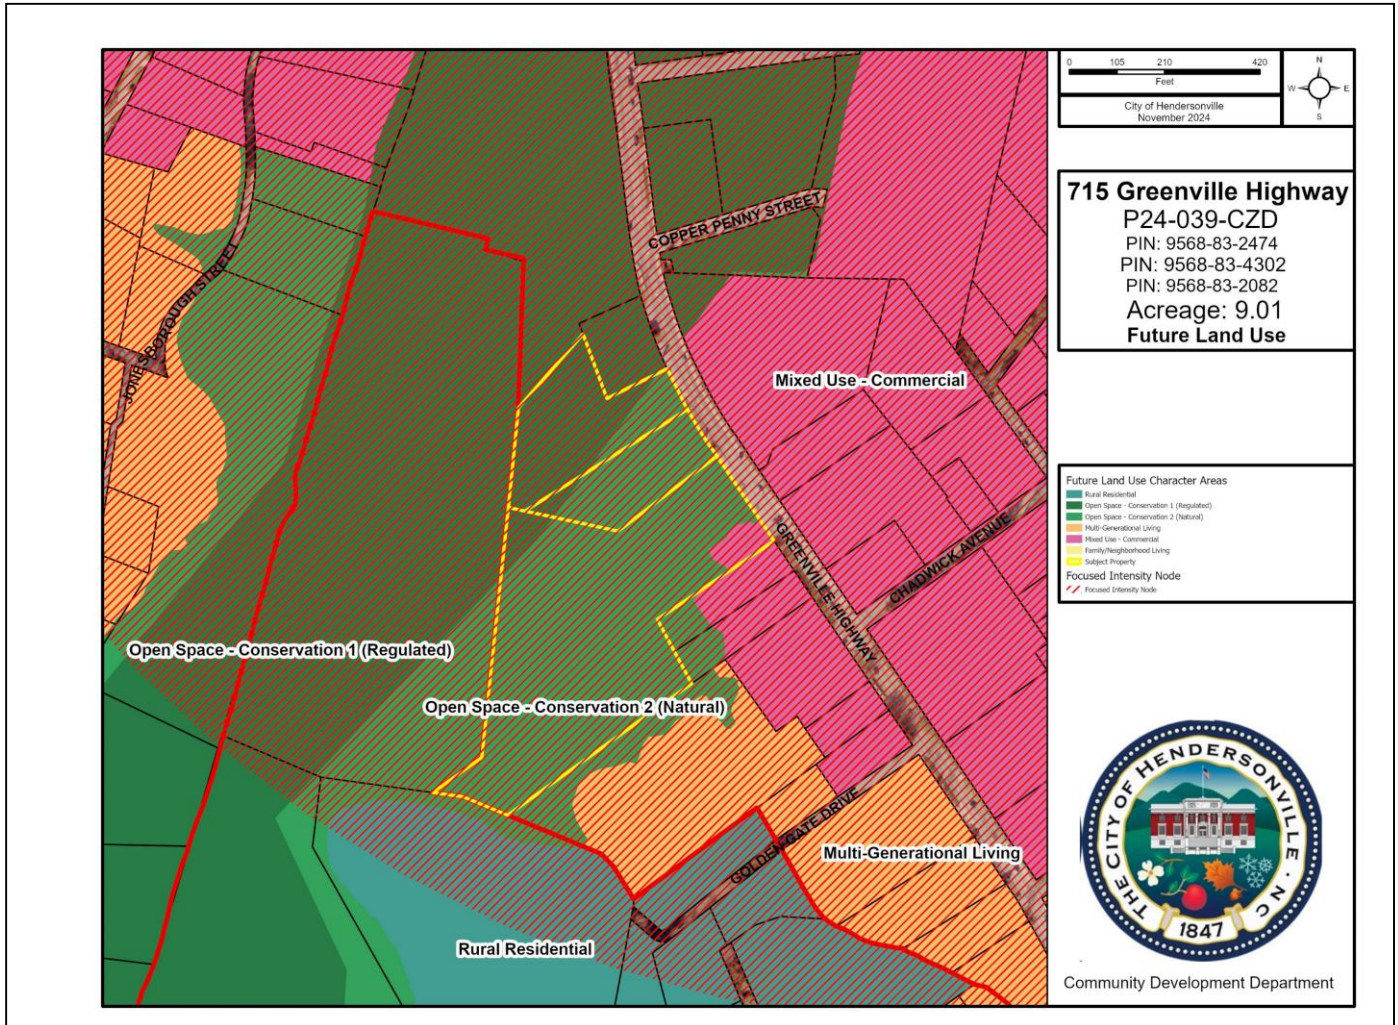 0 105 210 420
Feet
City of Hendersonville
November 2024
N
W E
S
715 Greenville Highway
P24-039-CZD
PIN: 9568-83-2474
PIN: 9568-83-4302
PIN: 9568-83-2082
Acreage: 9.01
Future Land Use
JONESBOROUGH STREET
COPPER PENNY STREET
Mixed Use - Commercial
GREENVILLE HIGHWAY
CHADWICK AVENUE
Open Space - Conservation 1 (Regulated)
Open Space - Conservation 2 (Natural)
GOLDEN GATE DRIVE
Multi-Generational Living
Rural Residential
Future Land Use Character Areas
Rural Residential
Open Space - Conservation 1 (Regulated)
Open Space - Conservation 2 (Natural)
Multi-Generational Living
Mixed Use - Commercial
Family/Neighborhood Living
Subject Property
Focused Intensity Node
Focused Intensity Node
THE CITY OF HENDERSONVILLE · NC
1847
Community Development Department